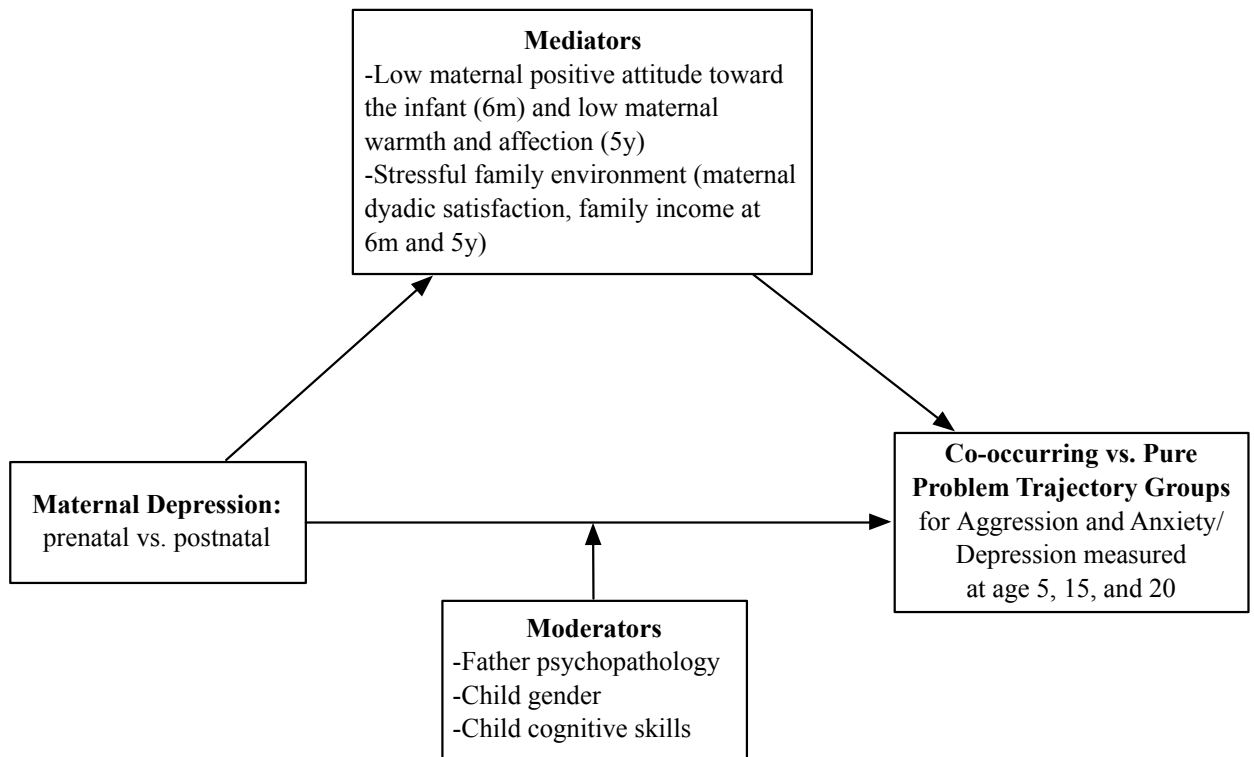 Mediators
-Low maternal positive attitude toward
the infant (6m) and low maternal
warmth and affection (5y)
-Stressful family environment (maternal
dyadic satisfaction, family income at
6m and 5y)
Maternal Depression:
prenatal vs. postnatal
Co-occurring vs. Pure
Problem Trajectory Groups
for Aggression and Anxiety/
Depression measured
at age 5, 15, and 20
Moderators
-Father psychopathology
-Child gender
-Child cognitive skills